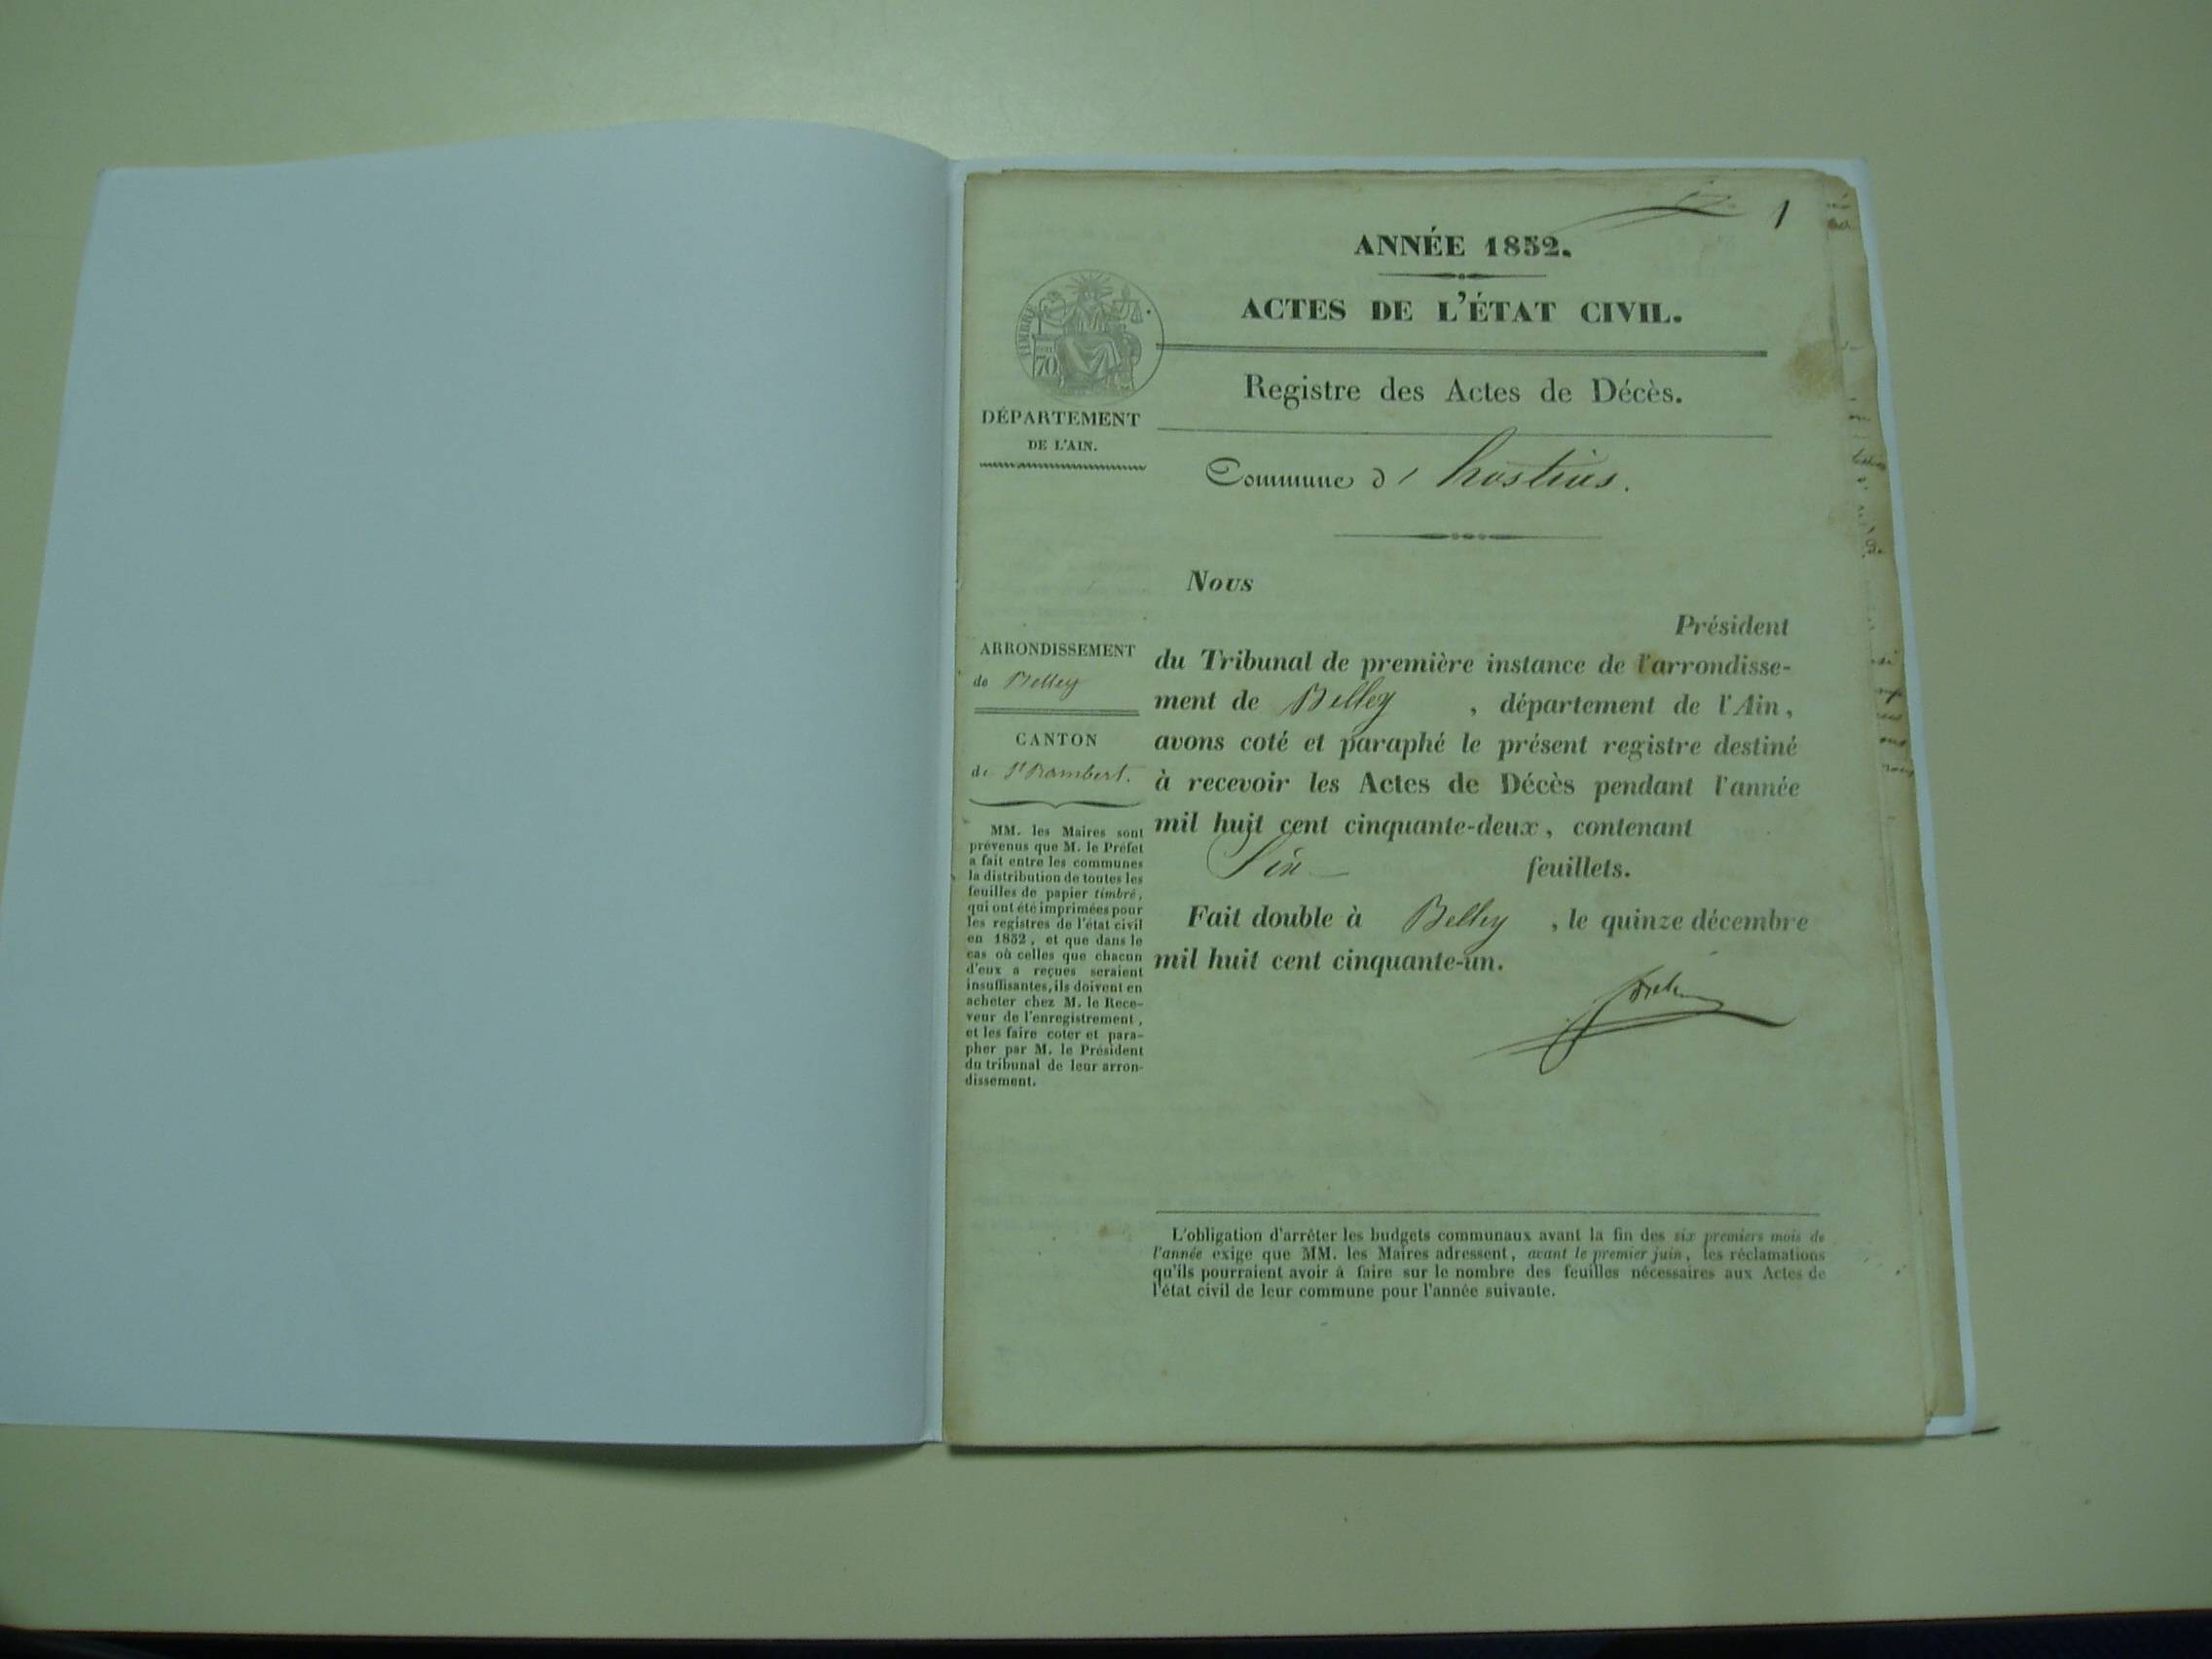 1
ANNÉE 1852.
ACTES DE L'ÉTAT CIVIL.
TIMBRE
70
Registre des Actes de Décès.
DÉPARTEMENT
DE L'AIN.
Commune d' hostias.
Nous
Président
du Tribunal de première instance de l'arrondisse-
ment de Belley , département de l'Ain,
avons coté et paraphé le présent registre destiné
à recevoir les Actes de Décès pendant l'année
mil huit cent cinquante-deux, contenant
Six feuillets.
Fait double à Belley , le quinze décembre
mil huit cent cinquante-un.
ARRONDISSEMENT
de Belley
CANTON
de St Rambert.
MM. les Maires sont
prévenus que M. le Préfet
a fait entre les communes
la distribution de toutes les
feuilles de papier timbré,
qui ont été imprimées pour
les registres de l'état civil
en 1852, et que dans le
cas où celles que chacun
d'eux a reçues seraient
insuffisantes, ils doivent en
acheter chez M. le Rece-
veur de l'enregistrement,
et les faire coter et para-
pher par M. le Président
du tribunal de leur arron-
dissement.
L'obligation d'arrêter les budgets communaux avant la fin des six premiers mois de
l'année exige que MM. les Maires adressent, avant le premier juin, les réclamations
qu'ils pourraient avoir à faire sur le nombre des feuilles nécessaires aux Actes de
l'état civil de leur commune pour l'année suivante.